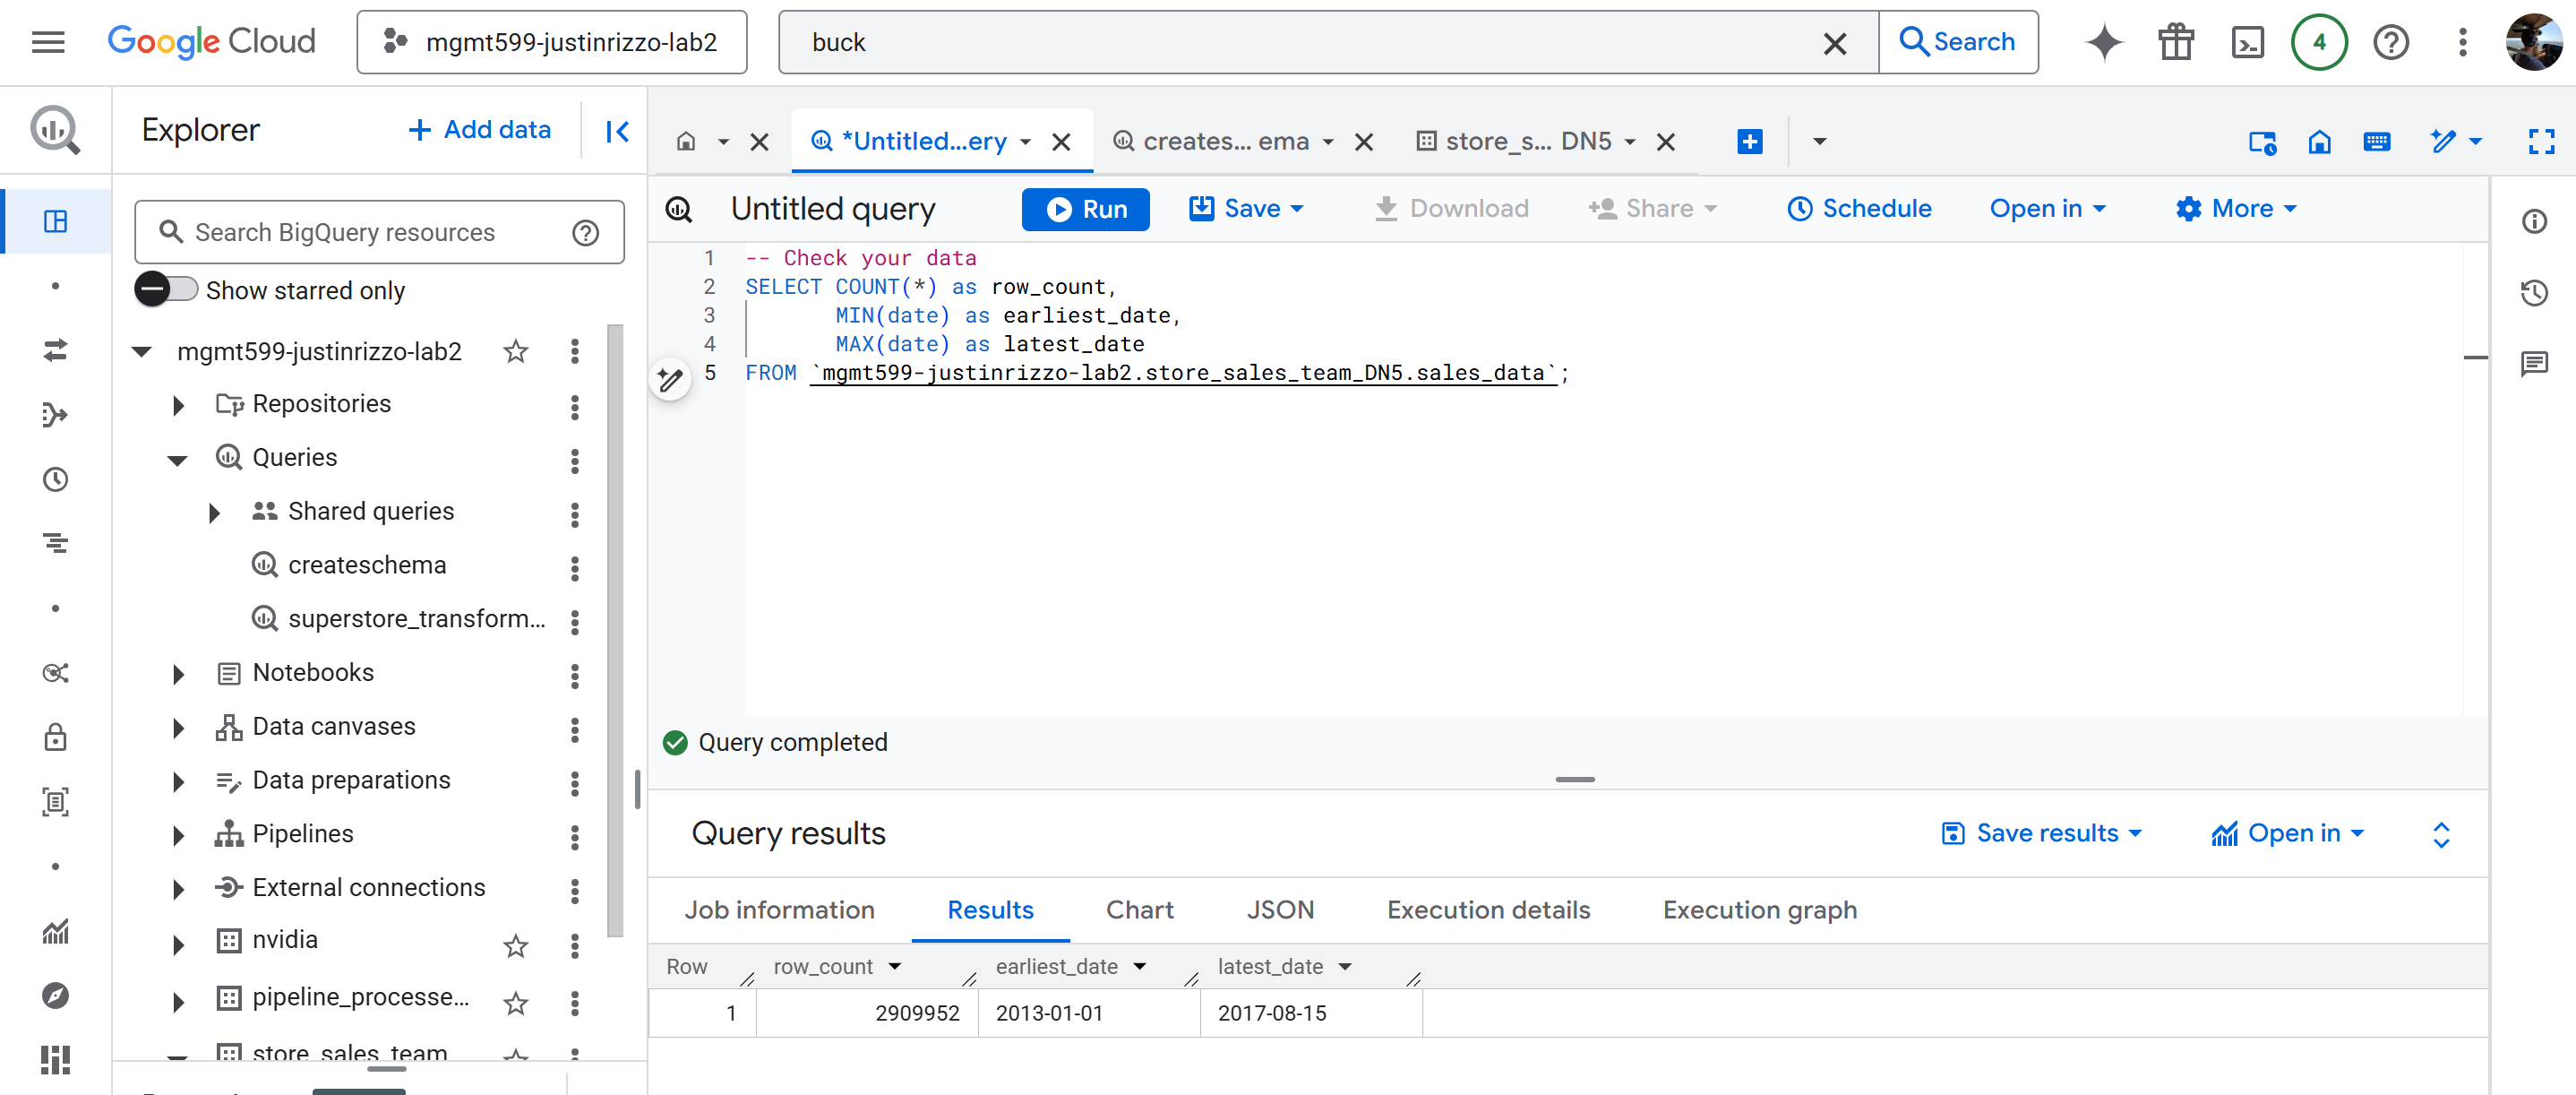 Google Cloud
mgmt599-justinrizzo-lab2
buck
Search
4
Explorer
+ Add data
*Untitled...ery
creates... ema
store_s... DN5
Search BigQuery resources
Show starred only
Untitled query
Run
Save
Download
Share
Schedule
Open in
More
1 -- Check your data
2 SELECT COUNT(*) as row_count,
3 MIN(date) as earliest_date,
4 MAX(date) as latest_date
5 FROM `mgmt599-justinrizzo-lab2.store_sales_team_DN5.sales_data`;
mgmt599-justinrizzo-lab2
Repositories
Queries
Shared queries
createschema
superstore_transform...
Notebooks
Data canvases
Data preparations
Pipelines
External connections
nvidia
pipeline_processe...
store_sales_team
Query completed
Query results
Save results
Open in
Job information
Results
Chart
JSON
Execution details
Execution graph
Row row_count earliest_date latest_date
1 2909952 2013-01-01 2017-08-15